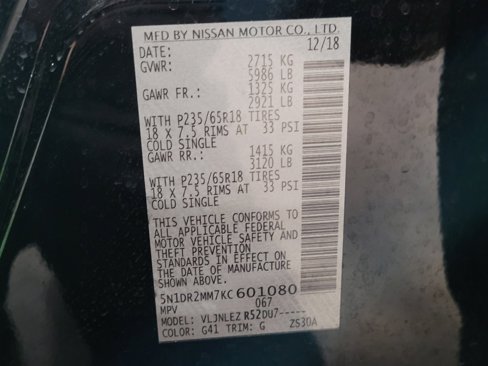 MFD BY NISSAN MOTOR CO., LTD.
DATE: 12/18
GVWR: 2715 KG
5986 LB
GAWR FR.: 1325 KG
2921 LB
WITH P235/65R18 TIRES
18 X 7.5 RIMS AT 33 PSI
COLD SINGLE
GAWR RR.: 1415 KG
3120 LB
WITH P235/65R18 TIRES
18 X 7.5 RIMS AT 33 PSI
COLD SINGLE
THIS VEHICLE CONFORMS TO
ALL APPLICABLE FEDERAL
MOTOR VEHICLE SAFETY AND
THEFT PREVENTION
STANDARDS IN EFFECT ON
THE DATE OF MANUFACTURE
5N1DR2MM7KC601080
MPV 067
MODEL: VLJNLEZ R52DU7-----
COLOR: G41 TRIM: G ZS30A